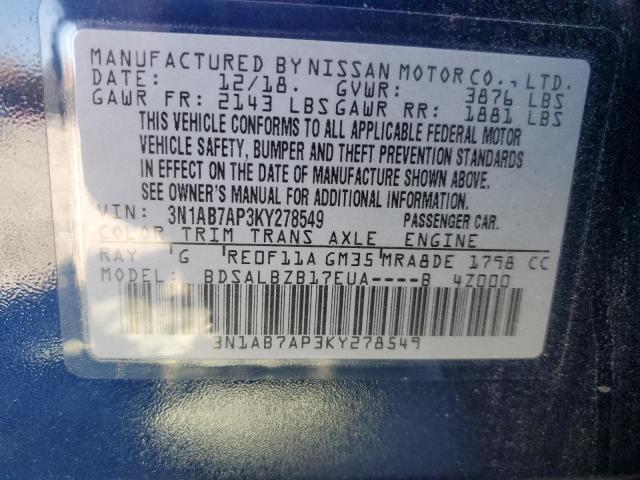 MANUFACTURED BY NISSAN MOTOR CO., LTD.
DATE: 12/18. GVWR: 3876 LBS
GAWR FR: 2143 LBS GAWR RR: 1881 LBS
THIS VEHICLE CONFORMS TO ALL APPLICABLE FEDERAL MOTOR
VEHICLE SAFETY, BUMPER AND THEFT PREVENTION STANDARDS
IN EFFECT ON THE DATE OF MANUFACTURE SHOWN ABOVE.
SEE OWNER'S MANUAL FOR ADDITIONAL INFORMATION.
VIN: 3N1AB7AP3KY278549 PASSENGER CAR.
COLOR TRIM TRANS AXLE ENGINE
RAY G RE0F11A GM35 MRA8DE 1798 CC
MODEL: BDSALBZB17EUA----B 4Z000
3N1AB7AP3KY278549